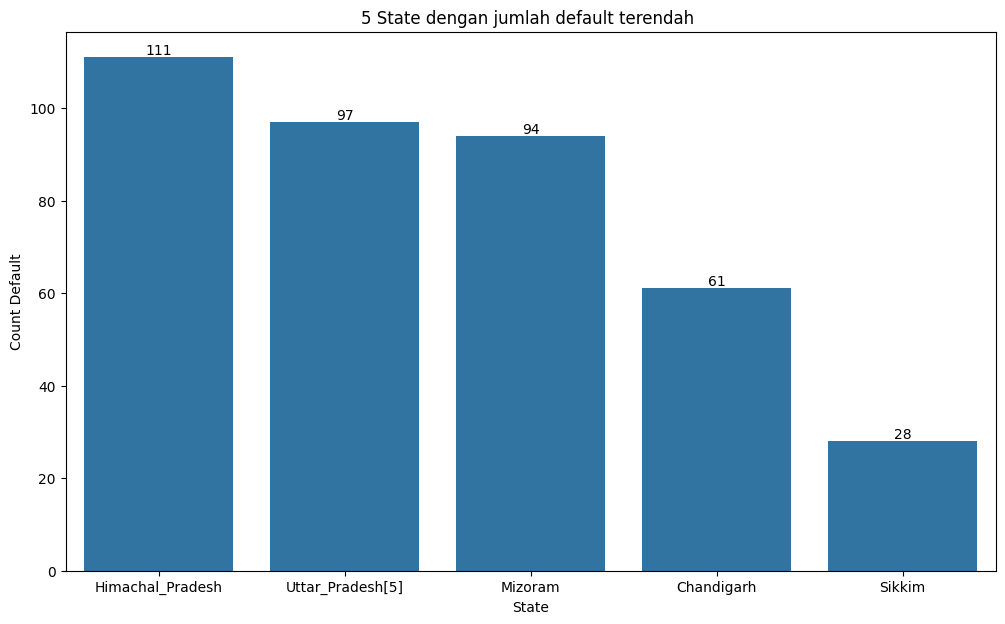 5 State dengan jumlah default terendah
111
97
94
61
28
Count Default
100
80
60
40
20
0
Himachal_Pradesh
Uttar_Pradesh[5]
Mizoram
Chandigarh
Sikkim
State